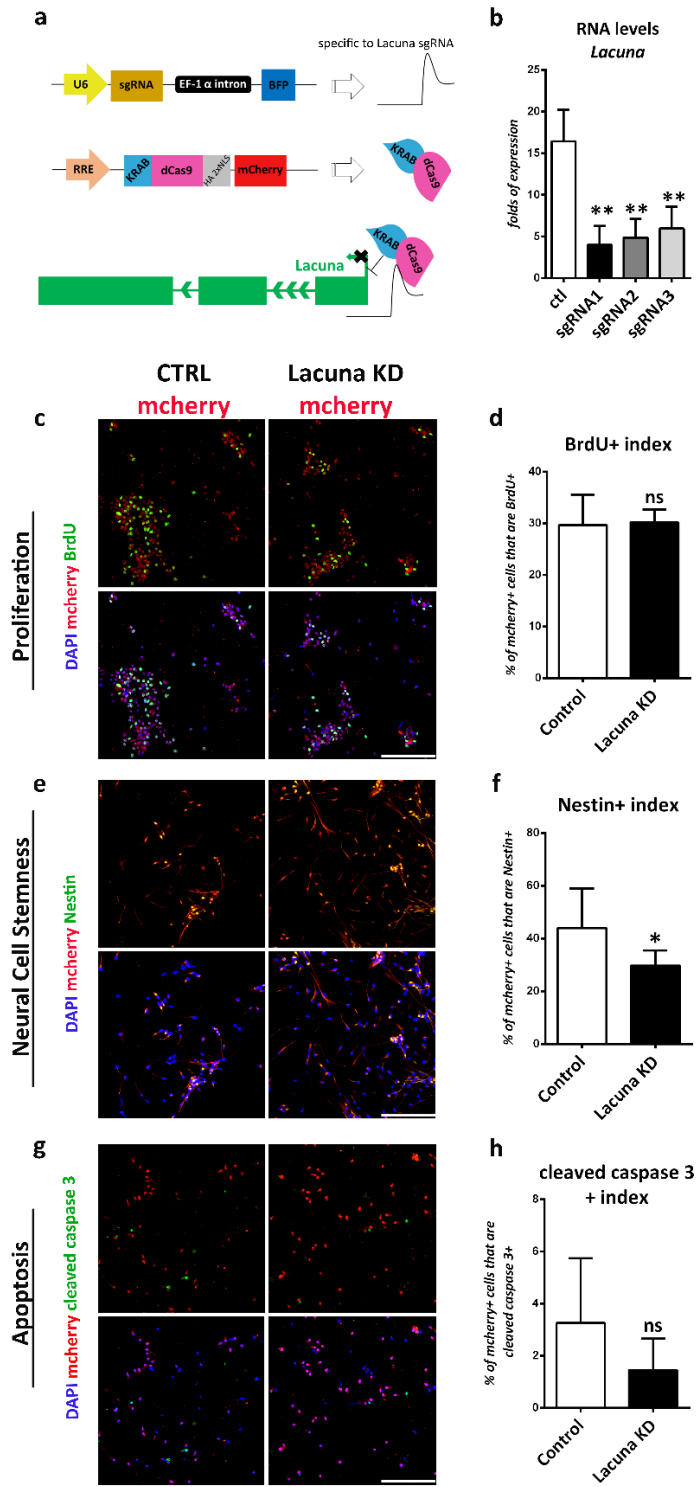 a
specific to Lacuna sgRNA
U6
sgRNA
EF-1 α intron
BFP
RRE
KRAB
dCas9
HA 2xNLS
mCherry
KRAB
dCas9
Lacuna
KRAB
dCas9
b
RNA levels
Lacuna
folds of expression
25
20
15
10
5
0
**
**
**
ctl
sgRNA1
sgRNA2
sgRNA3
CTRL
mcherry
Lacuna KD
mcherry
c
Proliferation
DAPI mcherry BrdU
d
BrdU+ index
% of mcherry+ cells that are BrdU+
40
30
20
10
0
ns
Control
Lacuna KD
e
Neural Cell Stemness
DAPI mcherry Nestin
f
Nestin+ index
% of mcherry+ cells that are Nestin+
80
60
40
20
0
*
Control
Lacuna KD
g
Apoptosis
DAPI mcherry cleaved caspase 3
h
cleaved caspase 3
+ index
% of mcherry+ cells that are
cleaved caspase 3+
8
6
4
2
0
ns
Control
Lacuna KD